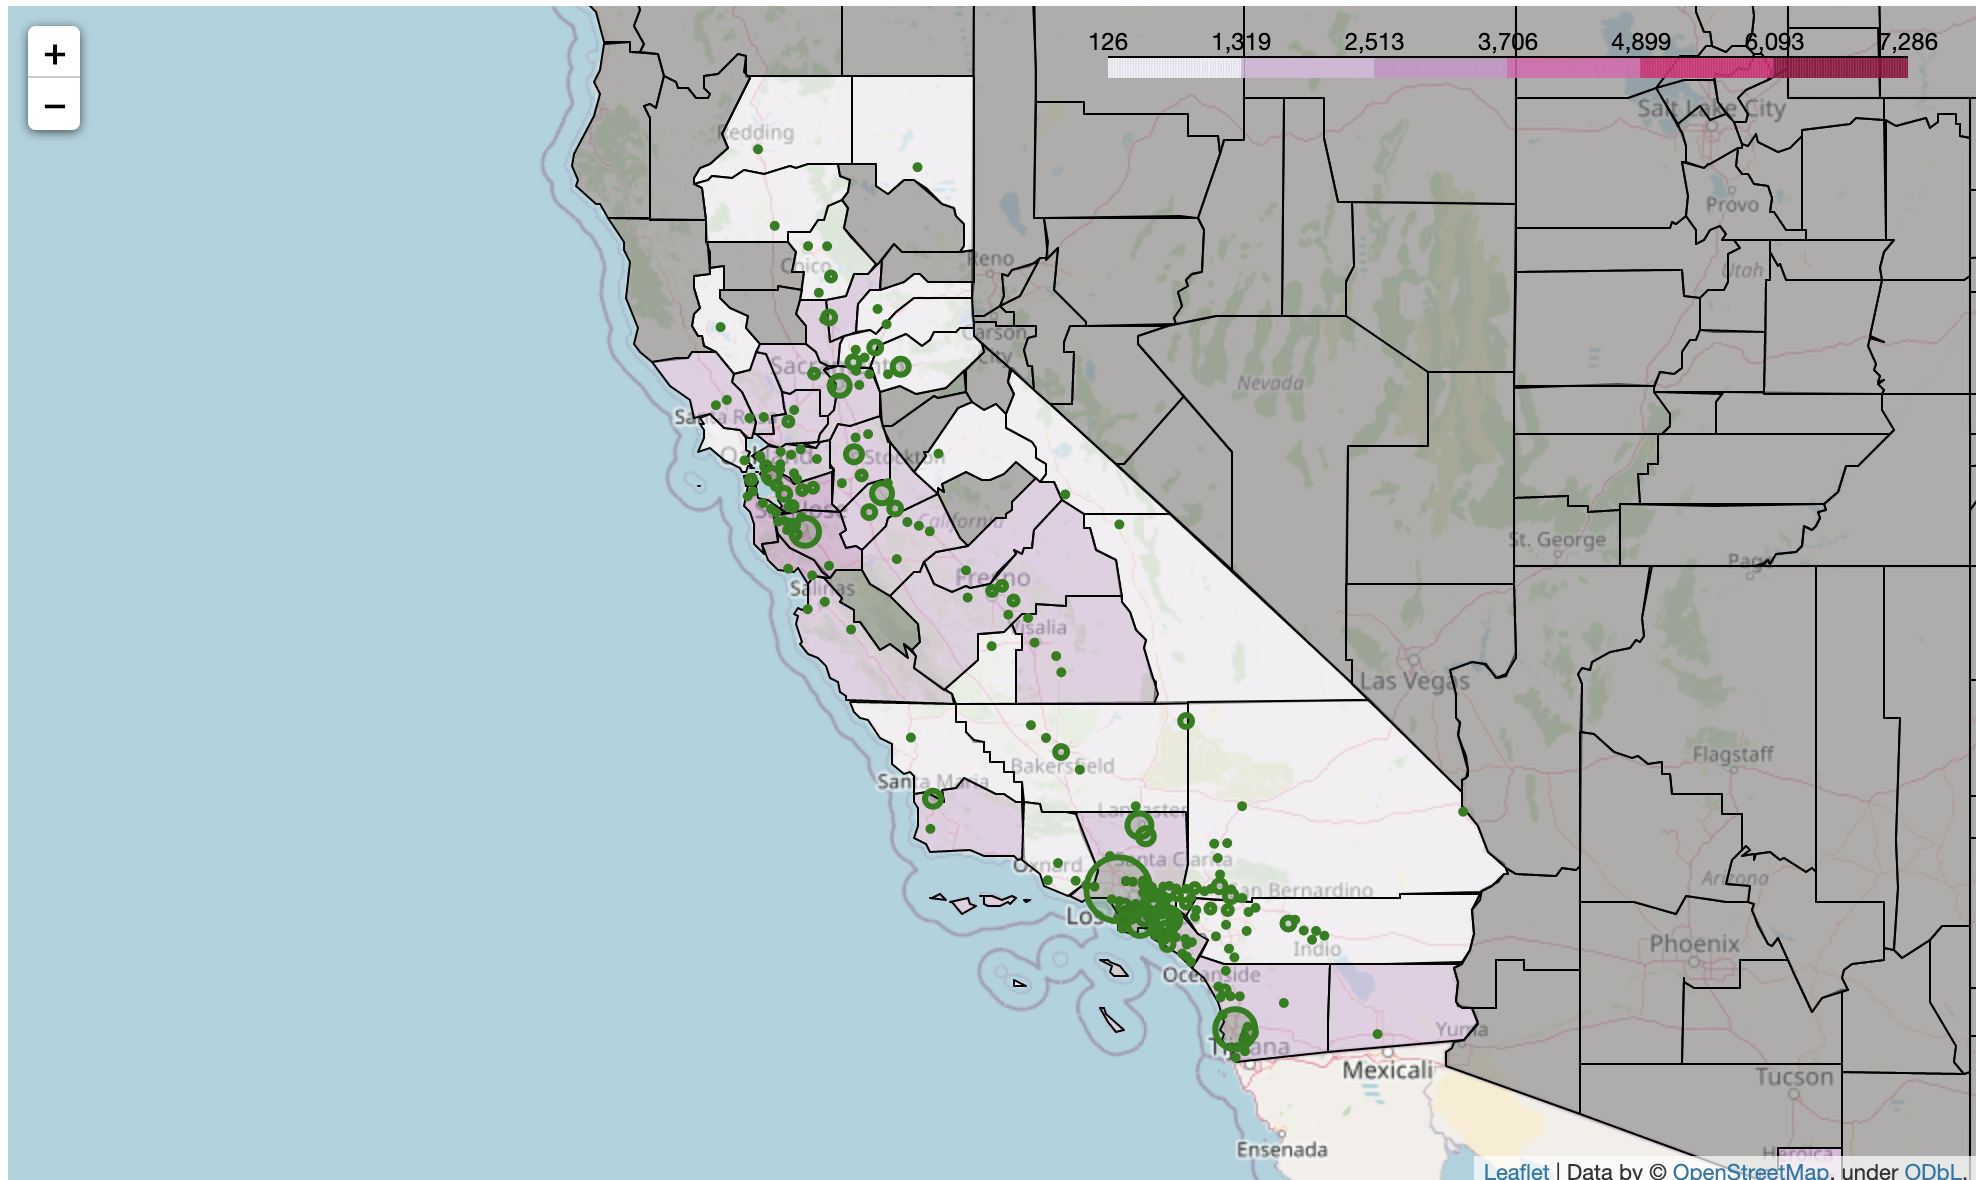 +
−
126 1,319 2,513 3,706 4,899 6,093 7,286
Salt Lake City
Redding
Provo
Chico
Reno
Utah
Carson
City
Sacramento
Nevada
Santa Rosa
Oakland
Stockton
San Jose
California
St. George
Page
Fresno
Salinas
Visalia
Las Vegas
Flagstaff
Bakersfield
Santa Maria
Lancaster
Santa Clarita
Oxnard
Arizona
San Bernardino
Los
Phoenix
Indio
Oceanside
Yuma
Tijuana
Mexicali
Tucson
Ensenada
Heroica
Leaflet | Data by © OpenStreetMap, under ODbL.